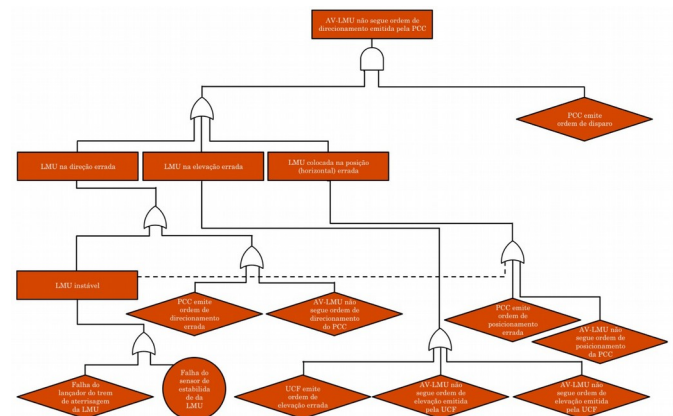 AV-LMU não segue ordem de
direcionamento emitida pela PCC
PCC emite
ordem de disparo
LMU na direção errada
LMU na elevação errada
LMU colocada na posição
(horizontal) errada
LMU instável
PCC emite
ordem de
direcionamento
errada
AV-LMU não
segue ordem de
direcionamento
do PCC
PCC emite
ordem de
posicionamento
errada
AV-LMU não
segue ordem de
posicionamento
da PCC
Falha do
lançador do trem
de aterrissagem
da LMU
Falha do
sensor de
estabilida
de da
LMU
UCF emite
ordem de
elevação errada
AV-LMU não
segue ordem de
elevação emitida
pela UCF
AV-LMU não
segue ordem de
elevação emitida
pela UCF